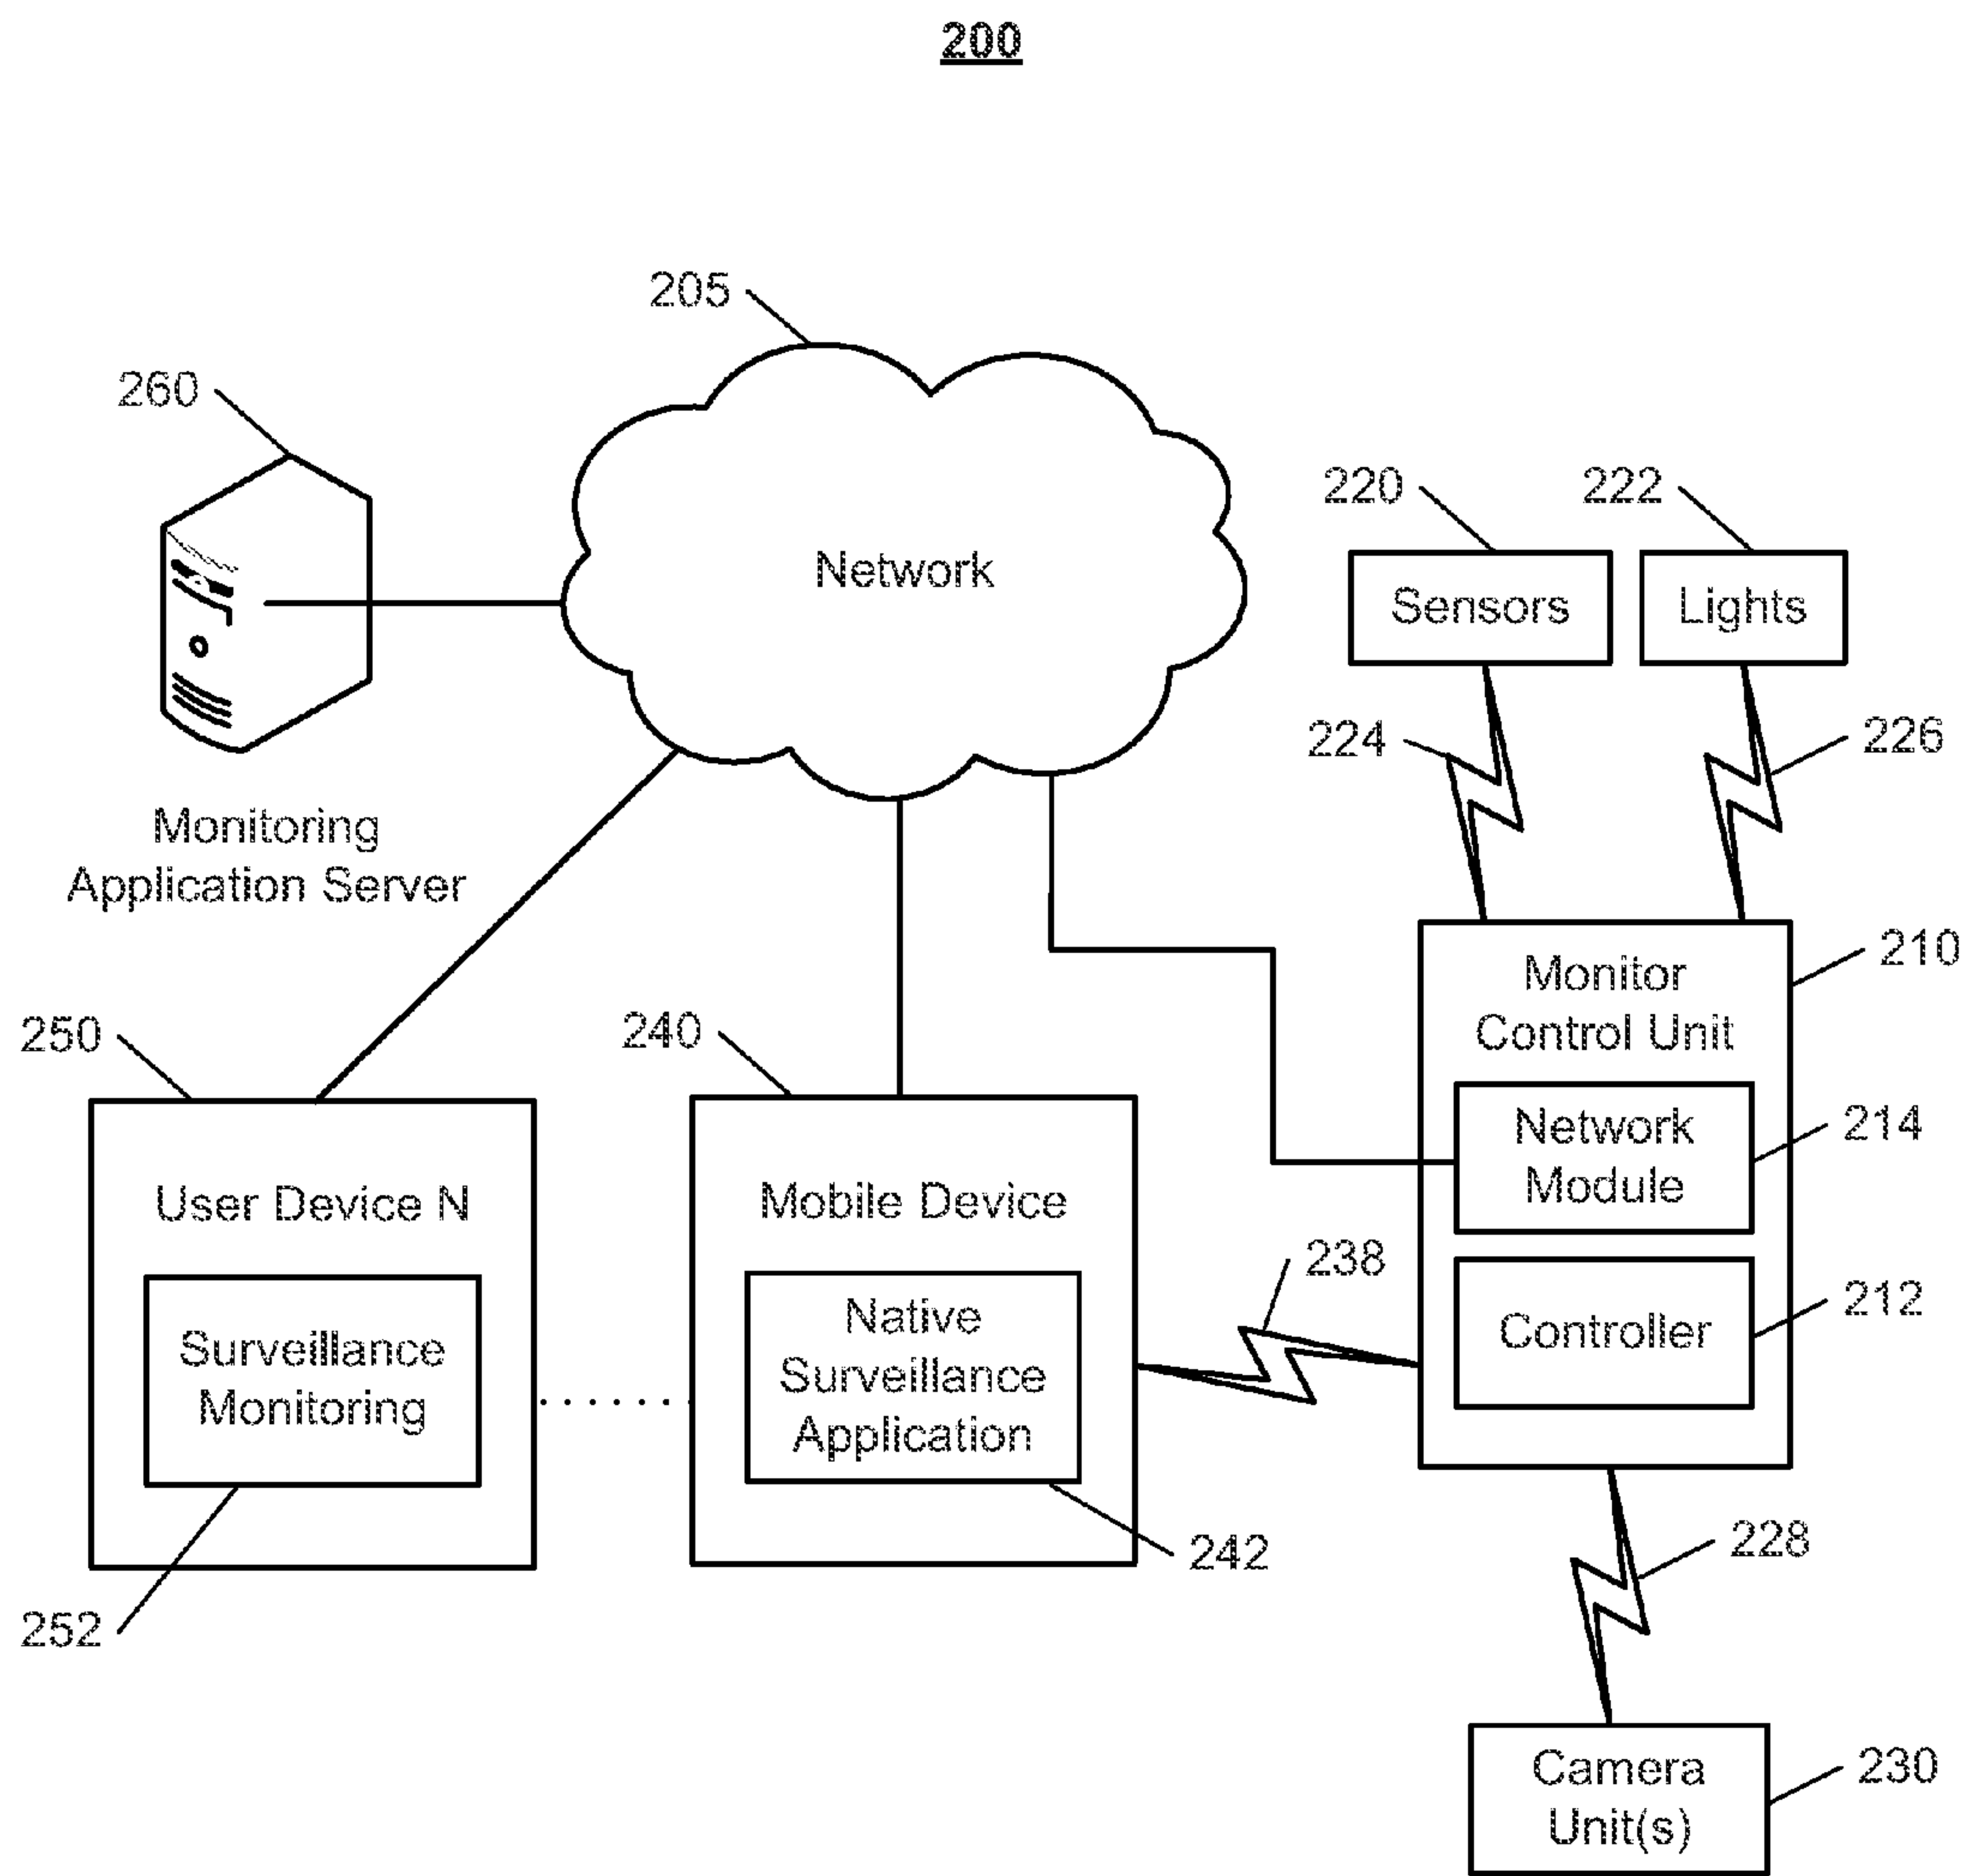 200
205
260
Network
220
222
Sensors
Lights
224
226
Monitoring
Application Server
210
Monitor
Control Unit
250
240
Network
Module
214
User Device N
Mobile Device
238
Controller
212
Surveillance
Monitoring
Native
Surveillance
Application
242
228
252
Camera
Unit(s)
230